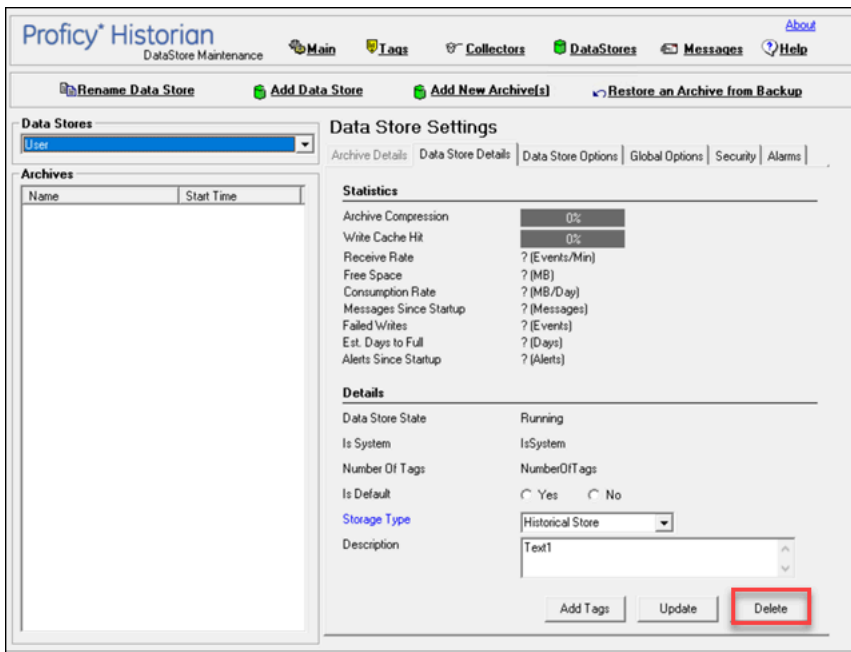 About
Proficy* Historian
DataStore Maintenance
Main Tags Collectors DataStores Messages Help
Rename Data Store Add Data Store Add New Archive(s) Restore an Archive from Backup
Data Stores
User
Archives
Name Start Time
Data Store Settings
Archive Details Data Store Details Data Store Options Global Options Security Alarms
Statistics
Archive Compression 0%
Write Cache Hit 0%
Receive Rate ? (Events/Min)
Free Space ? (MB)
Consumption Rate ? (MB/Day)
Messages Since Startup ? (Messages)
Failed Writes ? (Events)
Est. Days to Full ? (Days)
Alerts Since Startup ? (Alerts)
Details
Data Store State Running
Is System IsSystem
Number Of Tags NumberOfTags
Is Default Yes No
Storage Type Historical Store
Description Text1
Add Tags Update Delete